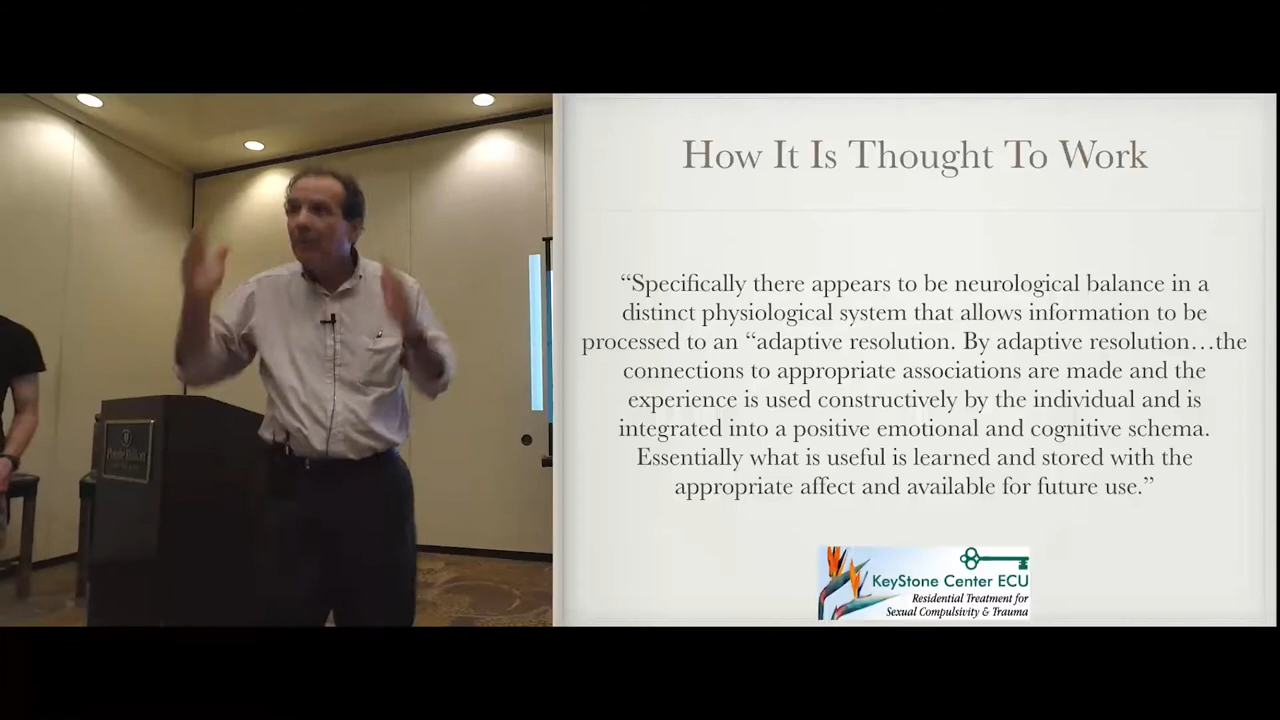 How It Is Thought To Work
“Specifically there appears to be neurological balance in a
distinct physiological system that allows information to be
processed to an “adaptive resolution. By adaptive resolution…the
connections to appropriate associations are made and the
experience is used constructively by the individual and is
integrated into a positive emotional and cognitive schema.
Essentially what is useful is learned and stored with the
appropriate affect and available for future use.”
KeyStone Center ECU
Residential Treatment for
Sexual Compulsivity & Trauma